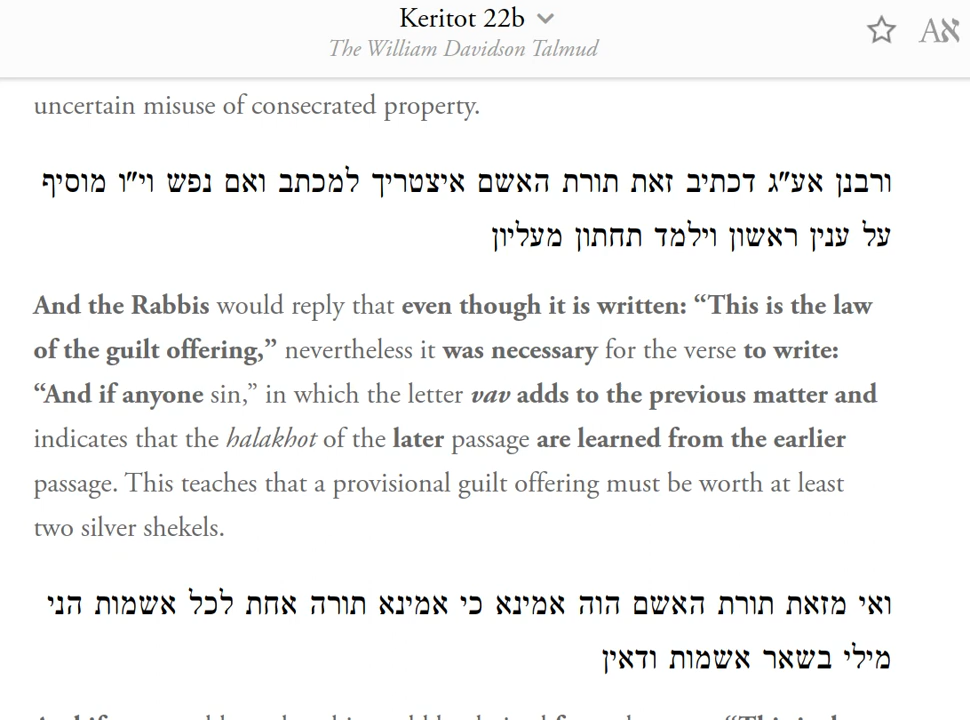 Keritot 22b
The William Davidson Talmud
Aא
uncertain misuse of consecrated property.
ורבנן אע"ג דכתיב זאת תורת האשם איצטריך למכתב ואם נפש וי"ו מוסיף
על ענין ראשון וילמד תחתון מעליון
And the Rabbis would reply that even though it is written: “This is the law
of the guilt offering,” nevertheless it was necessary for the verse to write:
“And if anyone sin,” in which the letter vav adds to the previous matter and
indicates that the halakhot of the later passage are learned from the earlier
passage. This teaches that a provisional guilt offering must be worth at least
two silver shekels.
ואי מזאת תורת האשם הוה אמינא כי אמינא תורה אחת לכל אשמות הני
מילי בשאר אשמות ודאין